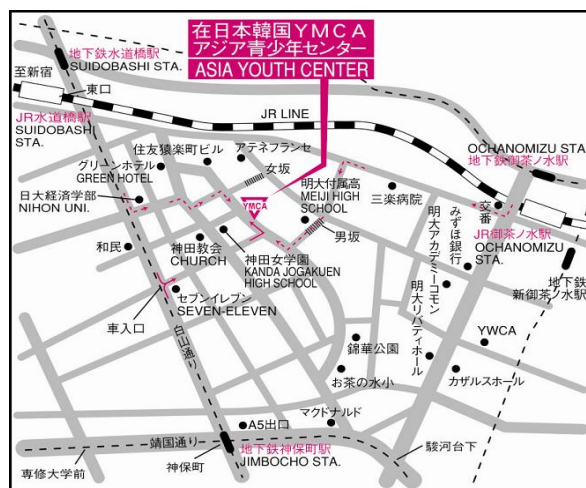 在日本韓国YMCA
アジア青少年センター
ASIA YOUTH CENTER
地下鉄水道橋駅
SUIDOBASHI STA.
至新宿
東口
JR水道橋駅
SUIDOBASHI
STA.
JR LINE
住友猿楽町ビル
アテネフランセ
グリーンホテル
GREEN HOTEL
女坂
OCHANOMIZU STA.
地下鉄御茶ノ水駅
日大経済学部
NIHON UNI.
YMCA
明大付属高
MEIJI HIGH
SCHOOL
三楽病院
交番
みずほ銀行
明大アカデミーコモン
JR御茶ノ水駅
OCHANOMIZU
STA.
和民
神田教会
CHURCH
神田女学園
KANDA JOGAKUEN
HIGH SCHOOL
男坂
地下鉄
新御茶ノ水駅
車入口
セブンイレブン
SEVEN-ELEVEN
白山通り
明大リバティホール
錦華公園
YWCA
お茶の水小
カザルスホール
マクドナルド
A5出口
靖国通り
地下鉄神保町駅
JIMBOCHO STA.
駿河台下
専修大学前
神保町